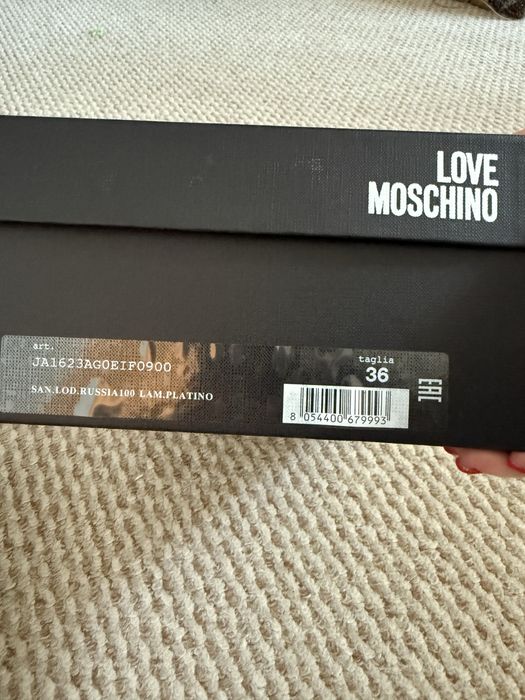 LOVE
MOSCHINO
art.
JA1623AG0EIF0900
taglia
36
SAN.LOD.RUSSIA100 LAM.PLATINO
EAC
8 054400 679993